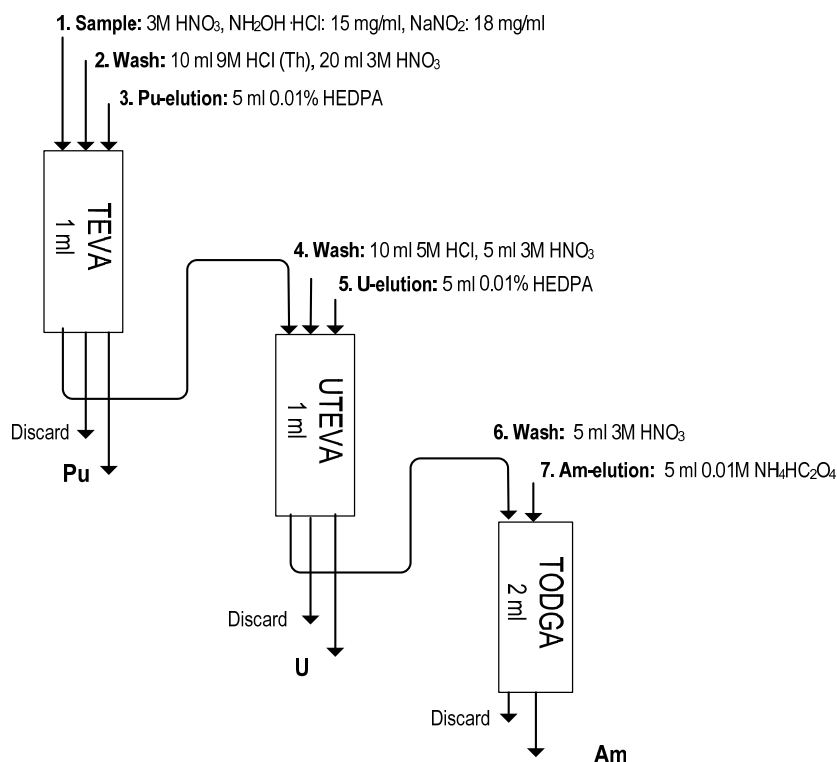 1. Sample: 3M HNO₃, NH₂OH·HCl: 15 mg/ml, NaNO₂: 18 mg/ml
2. Wash: 10 ml 9M HCl (Th), 20 ml 3M HNO₃
3. Pu-elution: 5 ml 0.01% HEDPA
TEVA
1 ml
4. Wash: 10 ml 5M HCl, 5 ml 3M HNO₃
5. U-elution: 5 ml 0.01% HEDPA
Discard
Pu
UTEVA
1 ml
6. Wash: 5 ml 3M HNO₃
7. Am-elution: 5 ml 0.01M NH₄HC₂O₄
Discard
U
TODGA
2 ml
Discard
Am